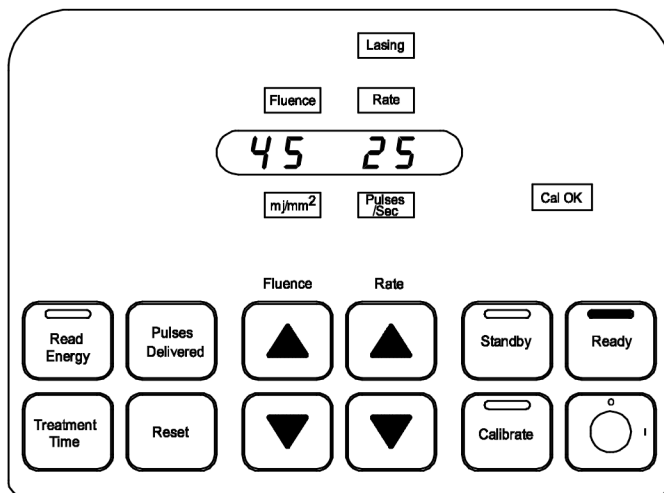 Lasing
Fluence Rate
45 25
mj/mm² Pulses
/Sec
Cal OK
Fluence Rate
Read
Energy
Pulses
Delivered
Standby
Ready
Treatment
Time
Reset
Calibrate
O
I